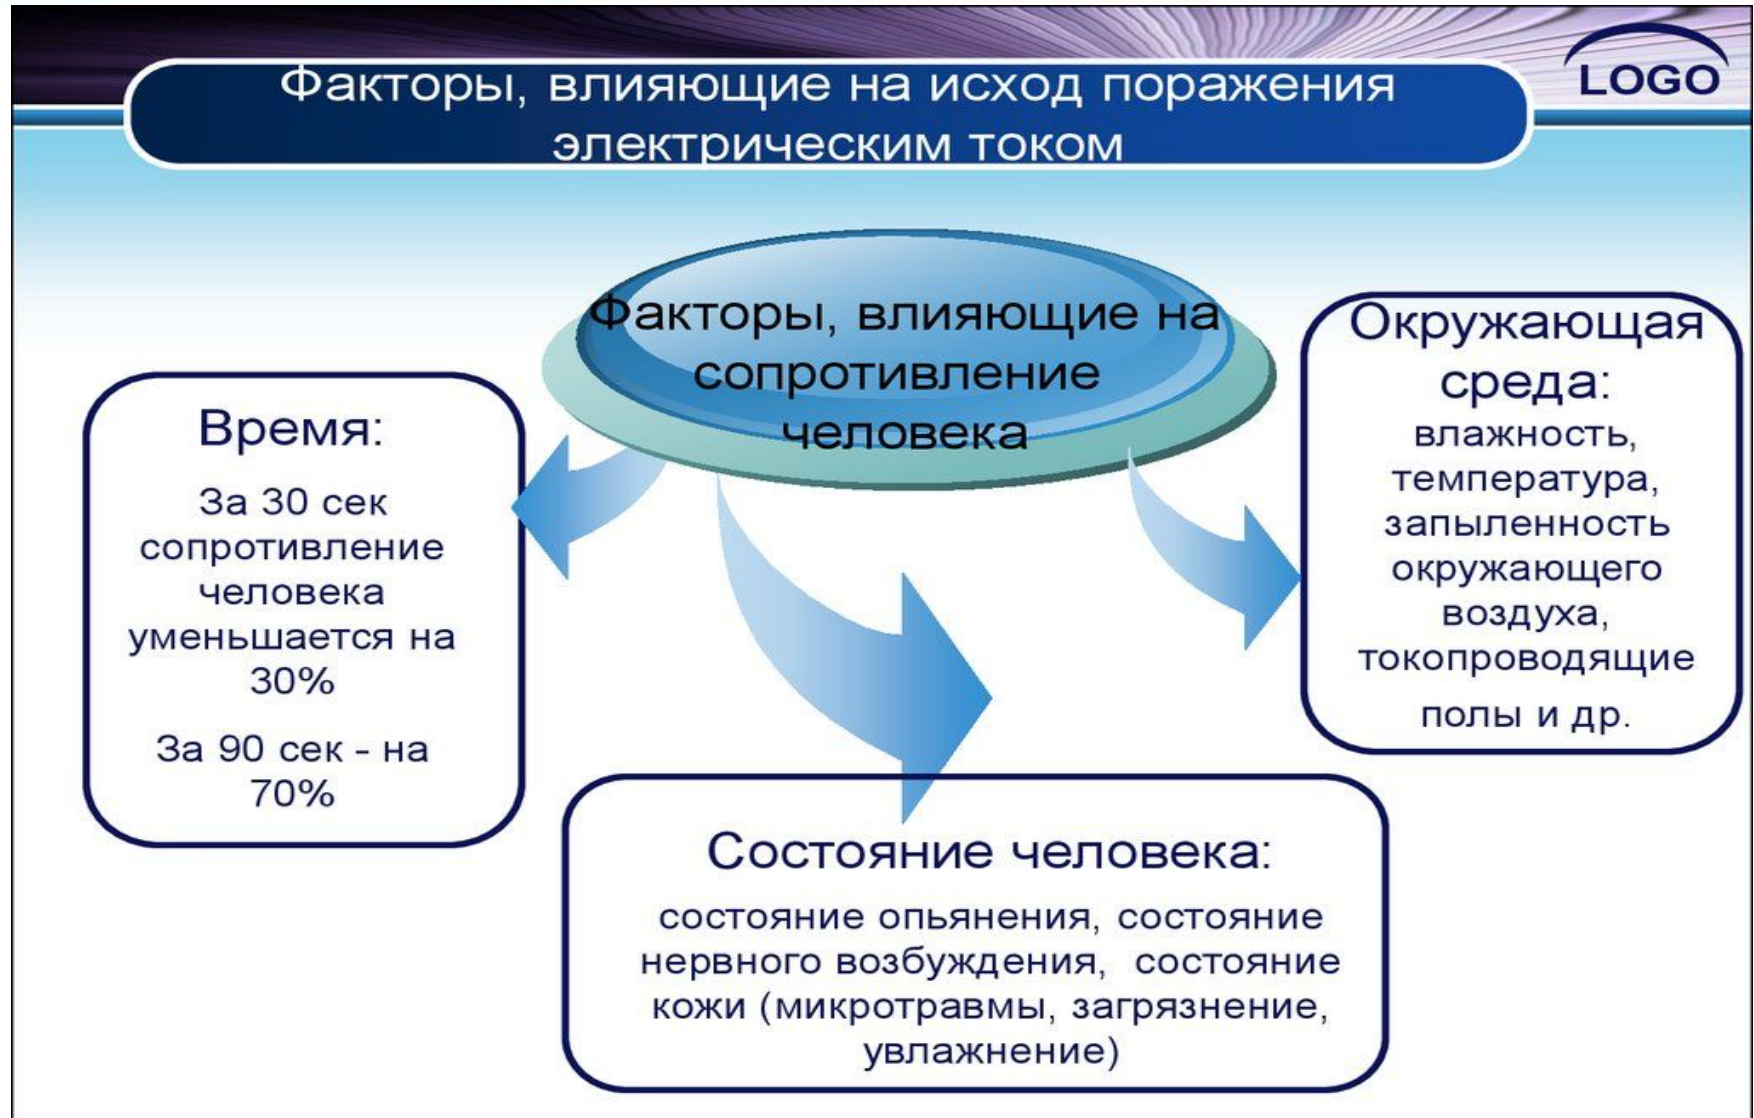 LOGO
Факторы, влияющие на исход поражения
электрическим током
Факторы, влияющие на
сопротивление
человека
Время:
За 30 сек
сопротивление
человека
уменьшается на
30%
За 90 сек - на
70%
Состояние человека:
состояние опьянения, состояние
нервного возбуждения, состояние
кожи (микротравмы, загрязнение,
увлажнение)
Окружающая
среда:
влажность,
температура,
запыленность
окружающего
воздуха,
токопроводящие
полы и др.